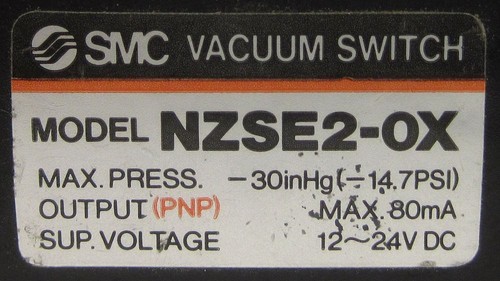 SMC VACUUM SWITCH
MODEL NZSE2-0X
MAX. PRESS. -30inHg(-14.7PSI)
OUTPUT (PNP) MAX. 80mA
SUP. VOLTAGE 12~24V DC